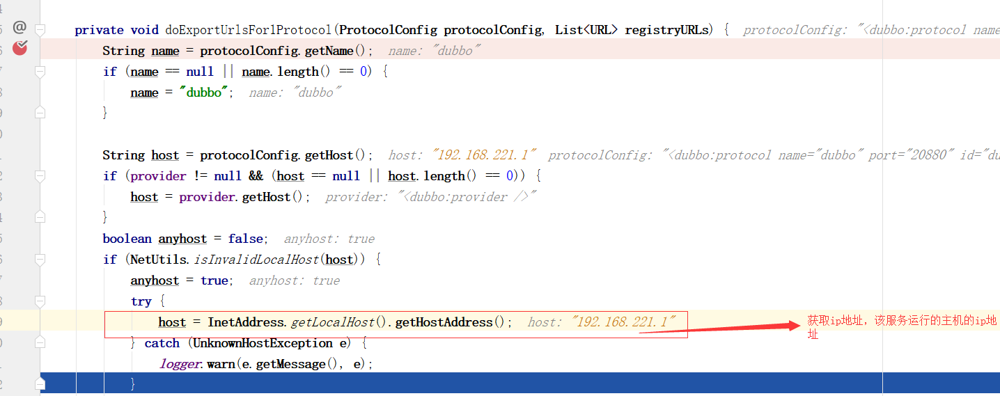 private void doExportUrlsFor1Protocol(ProtocolConfig protocolConfig, List<URL> registryURLs) { protocolConfig: "<dubbo:protocol name
String name = protocolConfig.getName(); name: "dubbo"
if (name == null || name.length() == 0) {
name = "dubbo"; name: "dubbo"
}
String host = protocolConfig.getHost(); host: "192.168.221.1" protocolConfig: "<dubbo:protocol name="dubbo" port="20880" id="du
if (provider != null && (host == null || host.length() == 0)) {
host = provider.getHost(); provider: "<dubbo:provider />"
}
boolean anyhost = false; anyhost: true
if (NetUtils.isInvalidLocalHost(host)) {
anyhost = true; anyhost: true
try {
host = InetAddress.getLocalHost().getHostAddress(); host: "192.168.221.1"
获取ip地址，该服务运行的主机的ip地
址
} catch (UnknownHostException e) {
logger.warn(e.getMessage(), e);
}